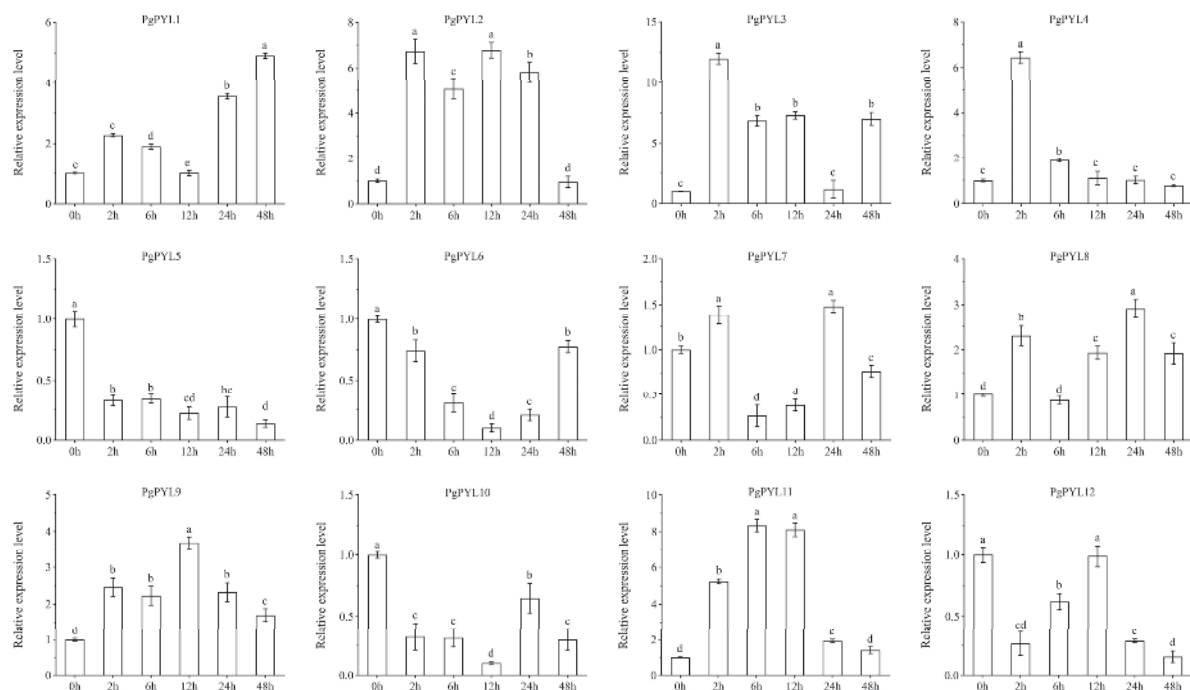 PgPYL1
Relative expression level
6
4
2
0
e c d e b a
0h 2h 6h 12h 24h 48h
PgPYL2
Relative expression level
8
6
4
2
0
d a c a b d
0h 2h 6h 12h 24h 48h
PgPYL3
Relative expression level
15
10
5
0
c a b b c b
0h 2h 6h 12h 24h 48h
PgPYL4
Relative expression level
8
6
4
2
0
c a b c c c
0h 2h 6h 12h 24h 48h
PgPYL5
Relative expression level
1.5
1.0
0.5
0.0
a b b cd bc d
0h 2h 6h 12h 24h 48h
PgPYL6
Relative expression level
1.5
1.0
0.5
0.0
a b c d c b
0h 2h 6h 12h 24h 48h
PgPYL7
Relative expression level
2.0
1.5
1.0
0.5
0.0
b a d d a c
0h 2h 6h 12h 24h 48h
PgPYL8
Relative expression level
4
3
2
1
0
d b d c a c
0h 2h 6h 12h 24h 48h
PgPYL9
Relative expression level
5
4
3
2
1
0
d b b a b c
0h 2h 6h 12h 24h 48h
PgPYL10
Relative expression level
1.5
1.0
0.5
0.0
a c c d b c
0h 2h 6h 12h 24h 48h
PgPYL11
Relative expression level
10
8
6
4
2
0
d b a a c d
0h 2h 6h 12h 24h 48h
PgPYL12
Relative expression level
1.5
1.0
0.5
0.0
a cd b a c d
0h 2h 6h 12h 24h 48h